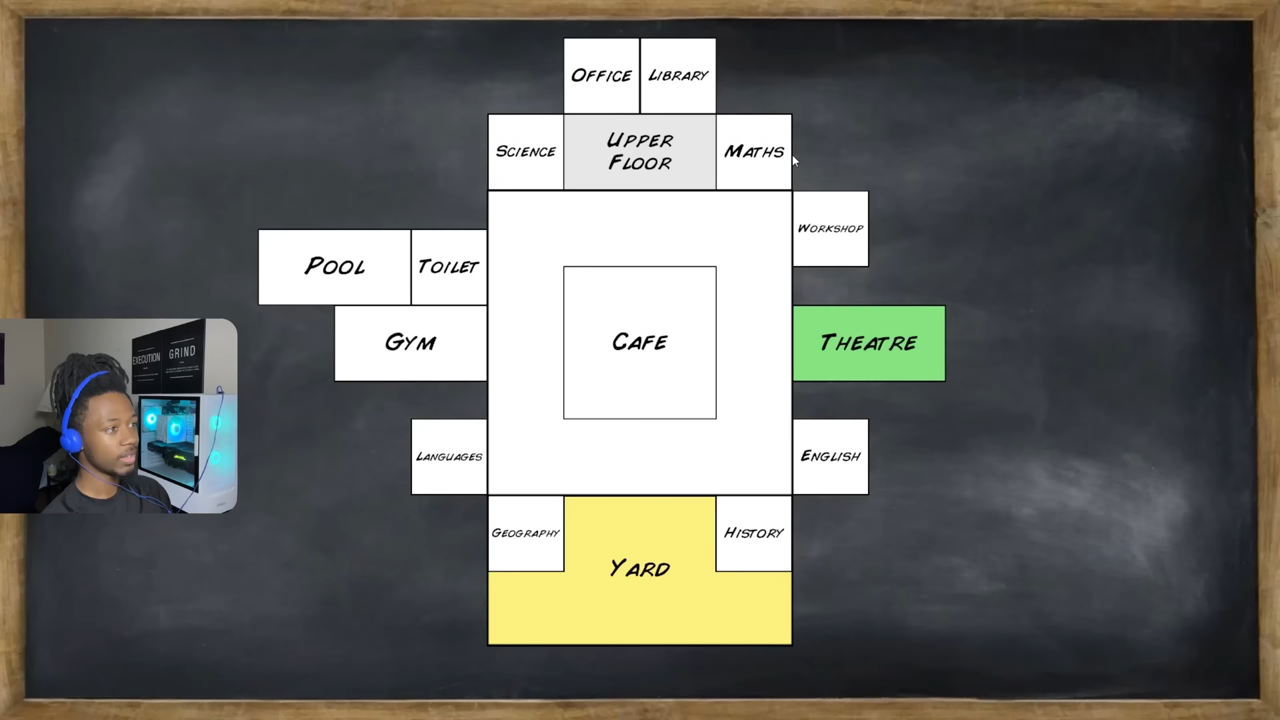 OFFICE
LIBRARY
SCIENCE
UPPER
FLOOR
MATHS
WORKSHOP
POOL
TOILET
GYM
CAFE
THEATRE
LANGUAGES
ENGLISH
GEOGRAPHY
YARD
HISTORY
EXECUTION
GRIND